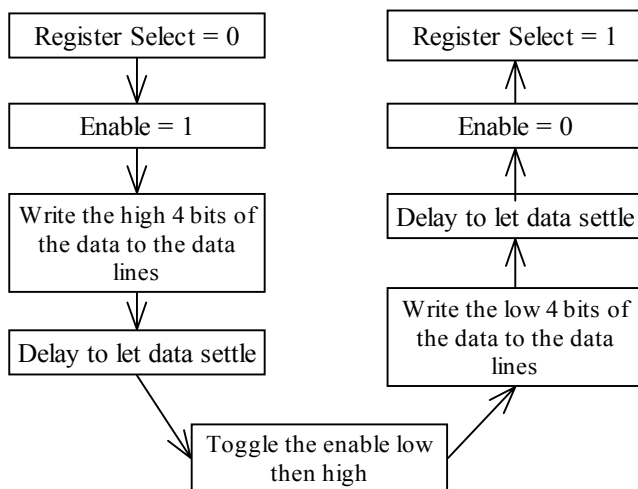 Register Select = 0
Enable = 1
Write the high 4 bits of
the data to the data
lines
Delay to let data settle
Toggle the enable low
then high
Write the low 4 bits of
the data to the data
lines
Delay to let data settle
Enable = 0
Register Select = 1